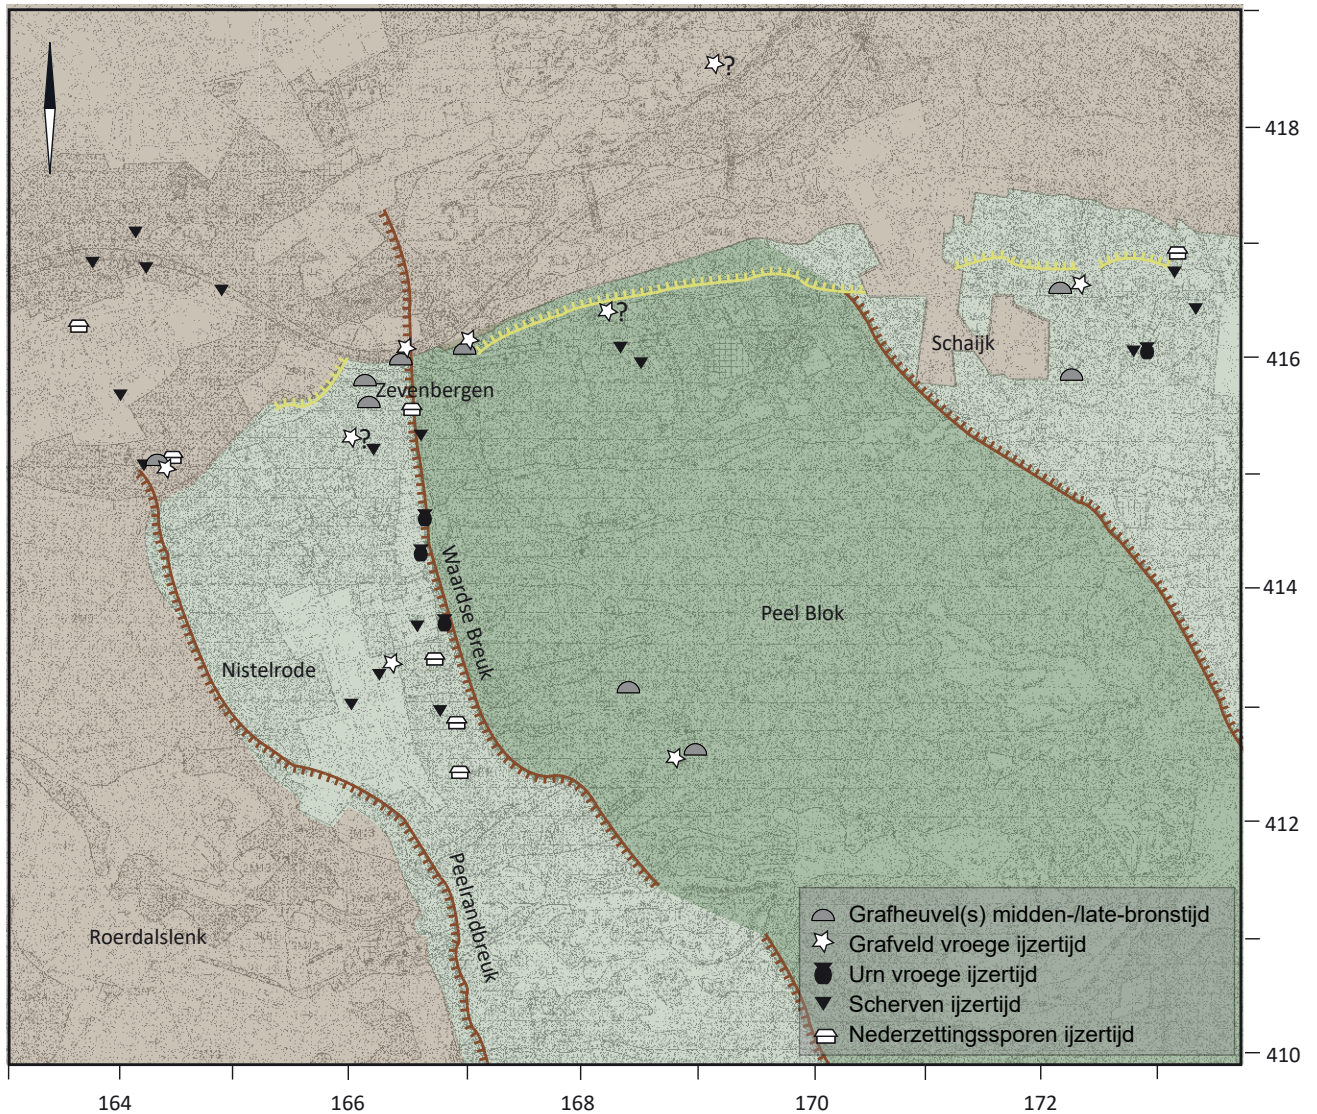 ?
418
?
416
Schaijk
Zevenbergen
?
Waardse Breuk
414
Peel Blok
Nistelrode
412
Peelrandbreuk
Roerdalslenk
Grafheuvel(s) midden-/late-bronstijd
Grafveld vroege ijzertijd
Urn vroege ijzertijd
Scherven ijzertijd
Nederzettingssporen ijzertijd
410
164
166
168
170
172